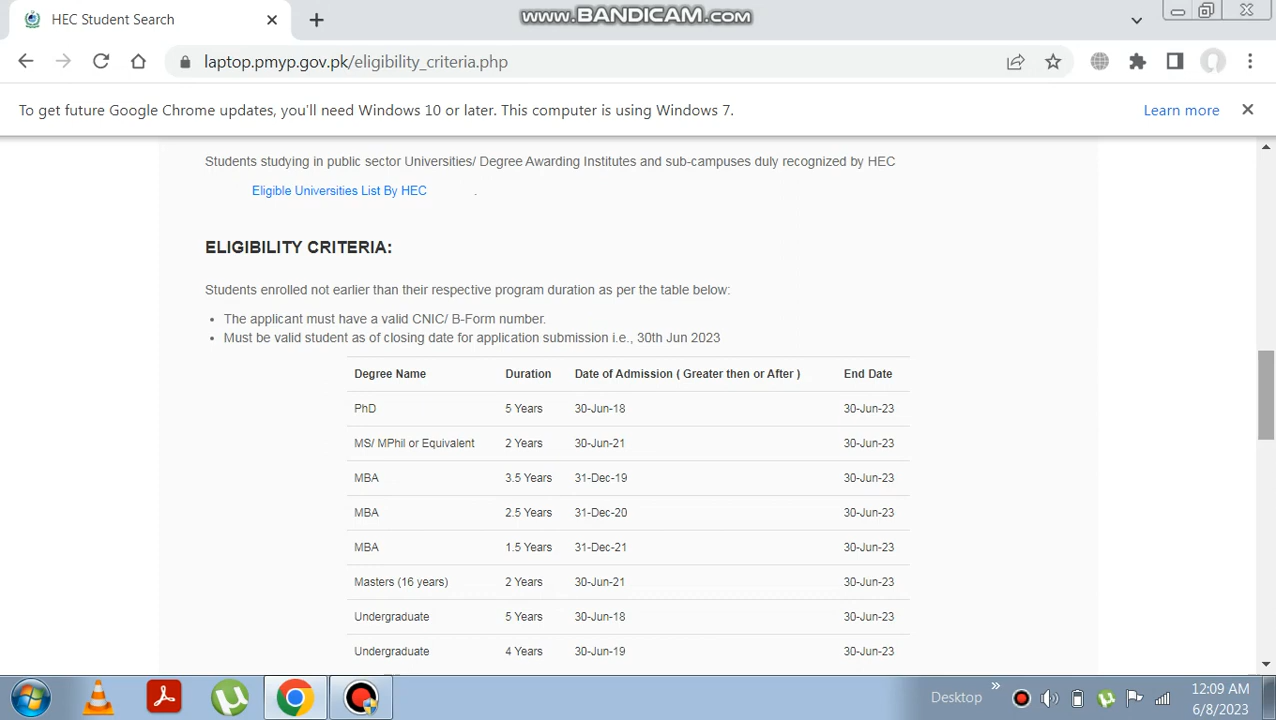 WWW.BANDICAM.COM
HEC Student Search
laptop.pmyp.gov.pk/eligibility_criteria.php
To get future Google Chrome updates, you'll need Windows 10 or later. This computer is using Windows 7.
Learn more
Students studying in public sector Universities/ Degree Awarding Institutes and sub-campuses duly recognized by HEC
Eligible Universities List By HEC .
ELIGIBILITY CRITERIA:
Students enrolled not earlier than their respective program duration as per the table below:
• The applicant must have a valid CNIC/ B-Form number.
• Must be valid student as of closing date for application submission i.e., 30th Jun 2023
Degree Name Duration Date of Admission ( Greater then or After ) End Date
PhD 5 Years 30-Jun-18 30-Jun-23
MS/ MPhil or Equivalent 2 Years 30-Jun-21 30-Jun-23
MBA 3.5 Years 31-Dec-19 30-Jun-23
MBA 2.5 Years 31-Dec-20 30-Jun-23
MBA 1.5 Years 31-Dec-21 30-Jun-23
Masters (16 years) 2 Years 30-Jun-21 30-Jun-23
Undergraduate 5 Years 30-Jun-18 30-Jun-23
Undergraduate 4 Years 30-Jun-19 30-Jun-23
Desktop
12:09 AM
6/8/2023